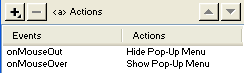 <a> Actions
Events Actions
onMouseOut Hide Pop-Up Menu
onMouseOver Show Pop-Up Menu